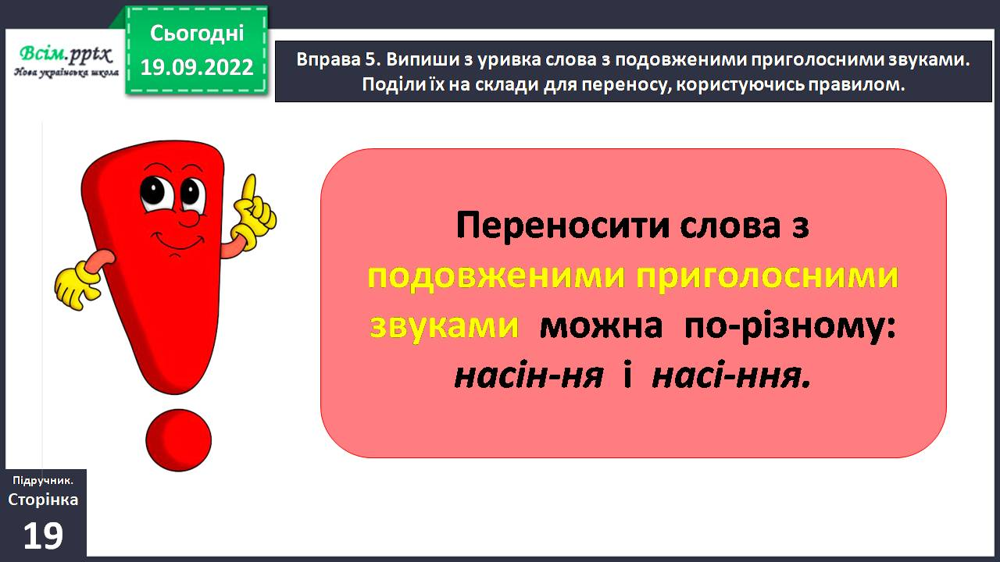 Сьогодні
19.09.2022
Всім.pptx
Нова українська школа
Вправа 5. Випиши з уривка слова з подовженими приголосними звуками.
Поділи їх на склади для переносу, користуючись правилом.
Переносити слова з
подовженими приголосними
звуками можна по-різному:
насін-ня і насі-ння.
Підручник.
Сторінка
19